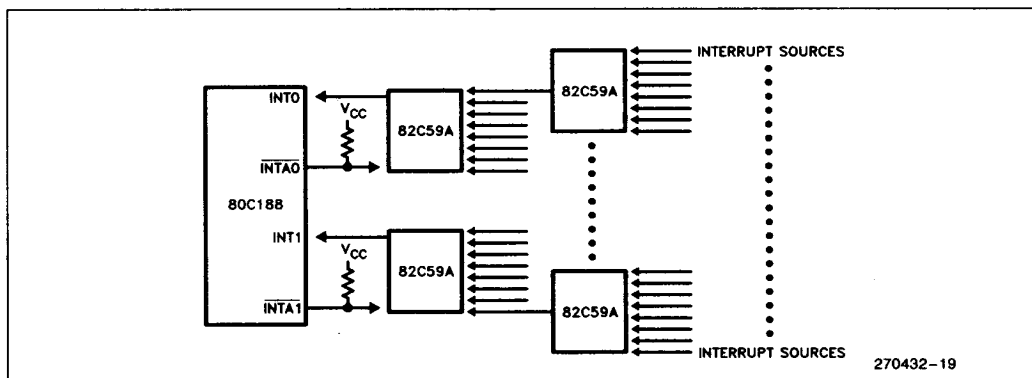 INTERRUPT SOURCES
82C59A
INT0
VCC
82C59A
INTA0
80C188
INT1
VCC
82C59A
INTA1
82C59A
INTERRUPT SOURCES
270432-19